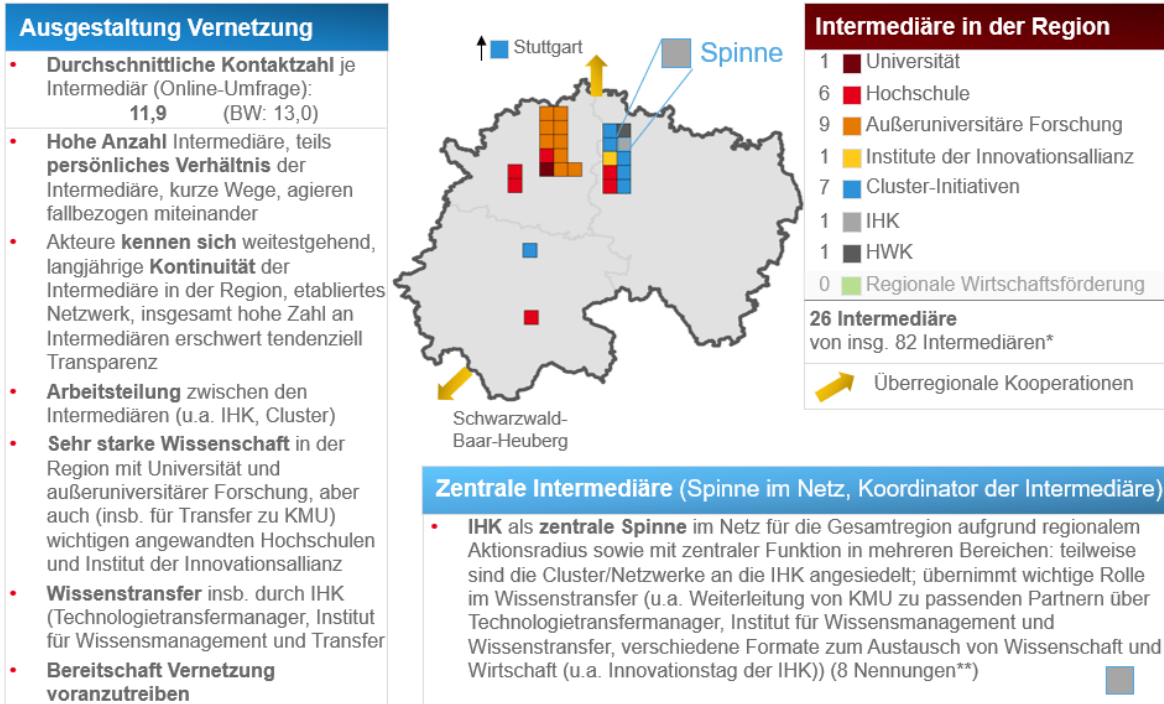 Ausgestaltung Vernetzung
• Durchschnittliche Kontaktzahl je
Intermediär (Online-Umfrage):
11,9 (BW: 13,0)
• Hohe Anzahl Intermediäre, teils
persönliches Verhältnis der
Intermediäre, kurze Wege, agieren
fallbezogen miteinander
• Akteure kennen sich weitestgehend,
langjährige Kontinuität der
Intermediäre in der Region, etabliertes
Netzwerk, insgesamt hohe Zahl an
Intermediären erschwert tendenziell
Transparenz
• Arbeitsteilung zwischen den
Intermediären (u.a. IHK, Cluster)
• Sehr starke Wissenschaft in der
Region mit Universität und
außeruniversitärer Forschung, aber
auch (insb. für Transfer zu KMU)
wichtigen angewandten Hochschulen
und Institut der Innovationsallianz
• Wissenstransfer insb. durch IHK
(Technologietransfermanager, Institut
für Wissensmanagement und Transfer
• Bereitschaft Vernetzung
voranzutreiben
Stuttgart
Spinne
Schwarzwald-
Baar-Heuberg
Intermediäre in der Region
1 Universität
6 Hochschule
9 Außeruniversitäre Forschung
1 Institute der Innovationsallianz
7 Cluster-Initiativen
1 IHK
1 HWK
0 Regionale Wirtschaftsförderung
26 Intermediäre
von insg. 82 Intermediären*
Überregionale Kooperationen
Zentrale Intermediäre (Spinne im Netz, Koordinator der Intermediäre)
• IHK als zentrale Spinne im Netz für die Gesamtregion aufgrund regionalem
Aktionsradius sowie mit zentraler Funktion in mehreren Bereichen: teilweise
sind die Cluster/Netzwerke an die IHK angesiedelt; übernimmt wichtige Rolle
im Wissenstransfer (u.a. Weiterleitung von KMU zu passenden Partnern über
Technologietransfermanager, Institut für Wissensmanagement und
Wissenstransfer, verschiedene Formate zum Austausch von Wissenschaft und
Wirtschaft (u.a. Innovationstag der IHK)) (8 Nennungen**)